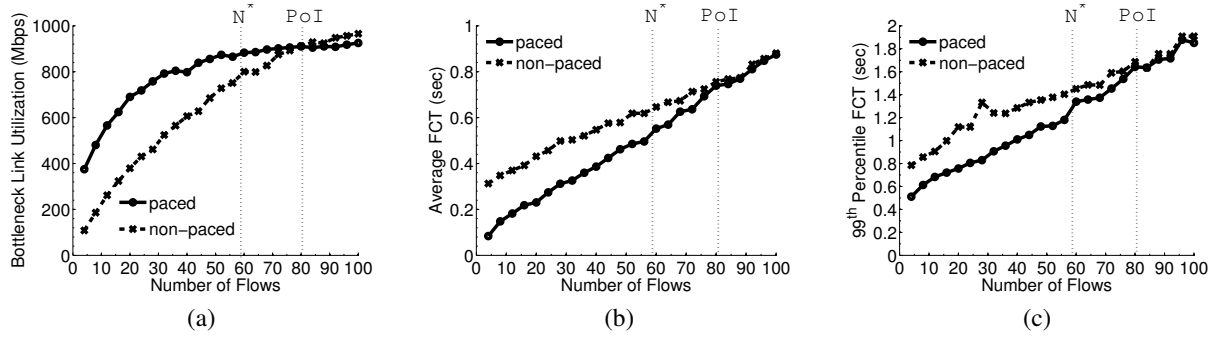 N* PoI
1000
800
600
400
200
0
Bottleneck Link Utilization (Mbps)
paced
non−paced
0 10 20 30 40 50 60 70 80 90 100
Number of Flows
(a)
N* PoI
1
0.8
0.6
0.4
0.2
0
Average FCT (sec)
paced
non−paced
0 10 20 30 40 50 60 70 80 90 100
Number of Flows
(b)
N* PoI
2
1.8
1.6
1.4
1.2
1
0.8
0.6
0.4
0.2
0
99th Percentile FCT (sec)
paced
non−paced
0 10 20 30 40 50 60 70 80 90 100
Number of Flows
(c)